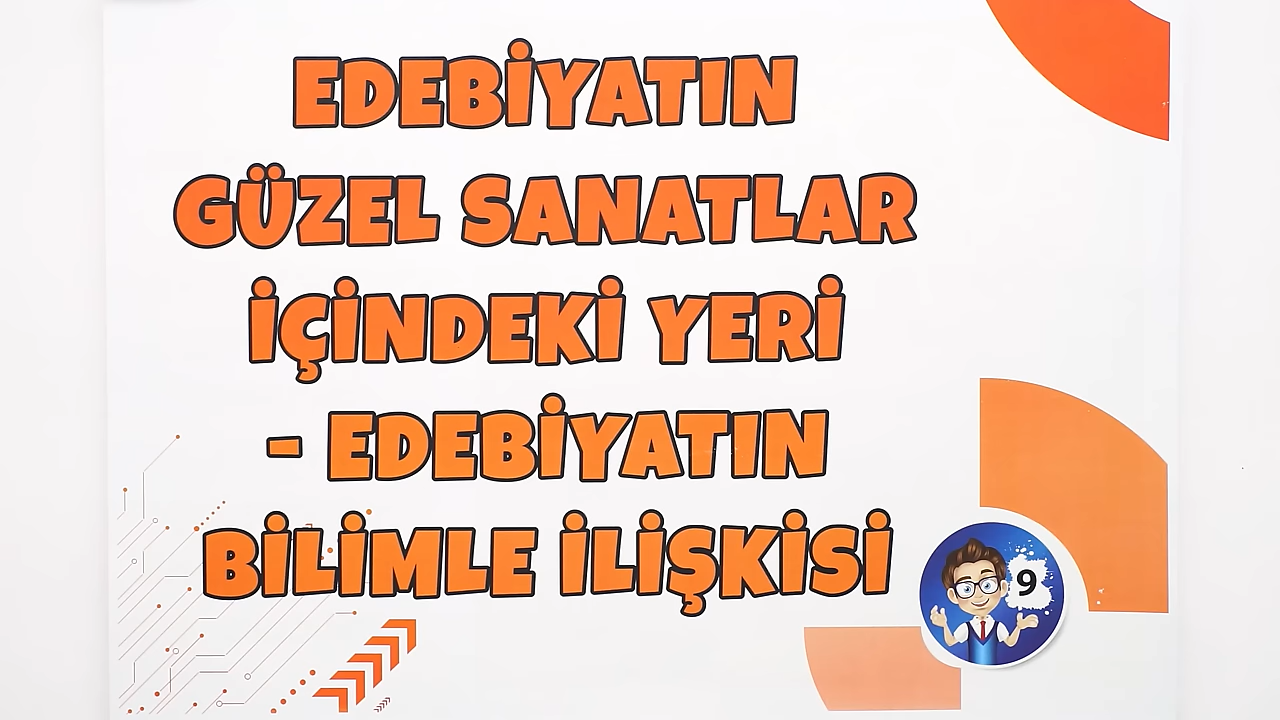 EDEBİYATIN
GÜZEL SANATLAR
İÇİNDEKİ YERİ
- EDEBİYATIN
BİLİMLE İLİŞKİSİ
9